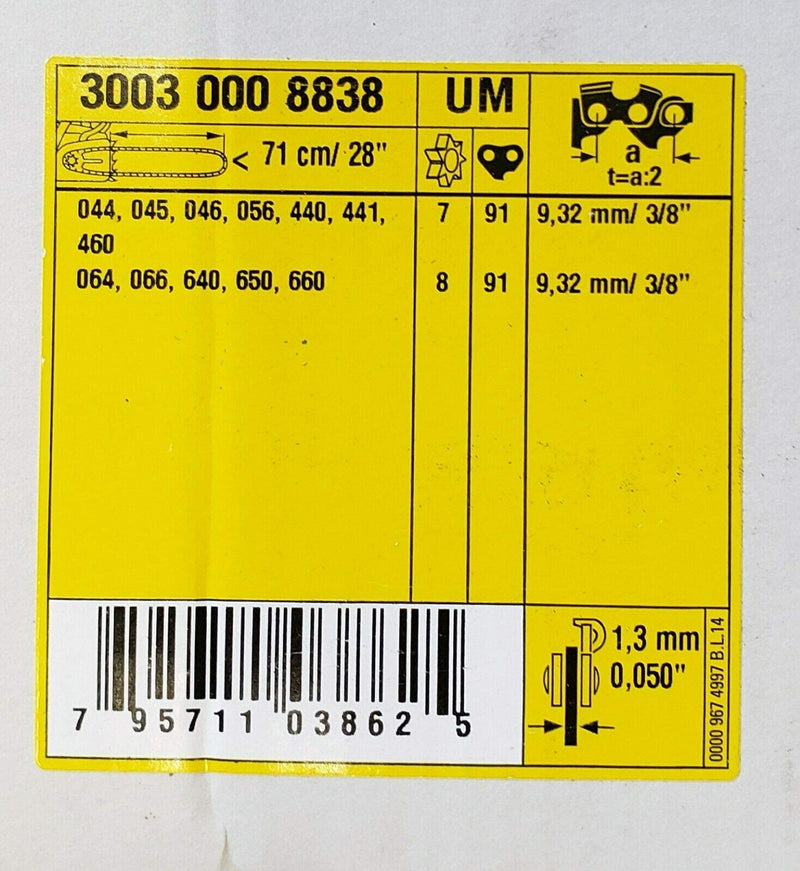 3003 000 8838 UM
< 71 cm/ 28" a
t=a:2
044, 045, 046, 056, 440, 441, 7 91 9,32 mm/ 3/8"
460
064, 066, 640, 650, 660 8 91 9,32 mm/ 3/8"
1,3 mm
0,050"
7 95711 03862 5
0000 967 4997 B.L.14